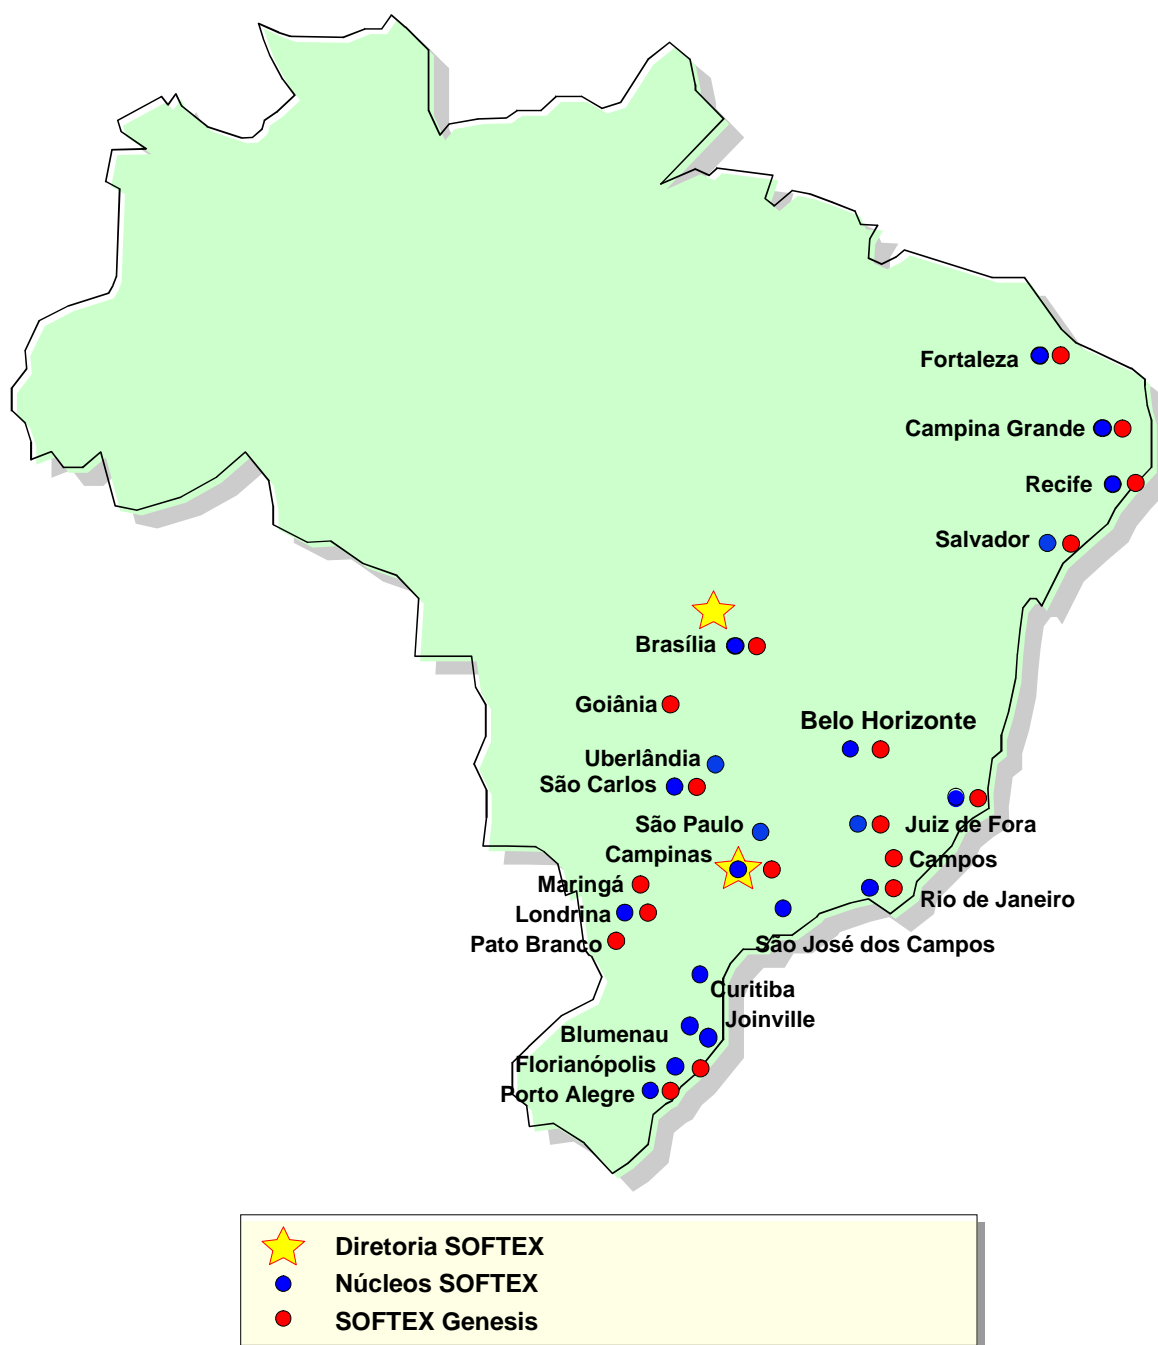 Fortaleza
Campina Grande
Recife
Salvador
Brasília
Goiânia
Belo Horizonte
Uberlândia
São Carlos
São Paulo
Juiz de Fora
Campinas
Campos
Maringá
Rio de Janeiro
Londrina
Pato Branco
São José dos Campos
Curitiba
Joinville
Blumenau
Florianópolis
Porto Alegre
Diretoria SOFTEX
Núcleos SOFTEX
SOFTEX Genesis